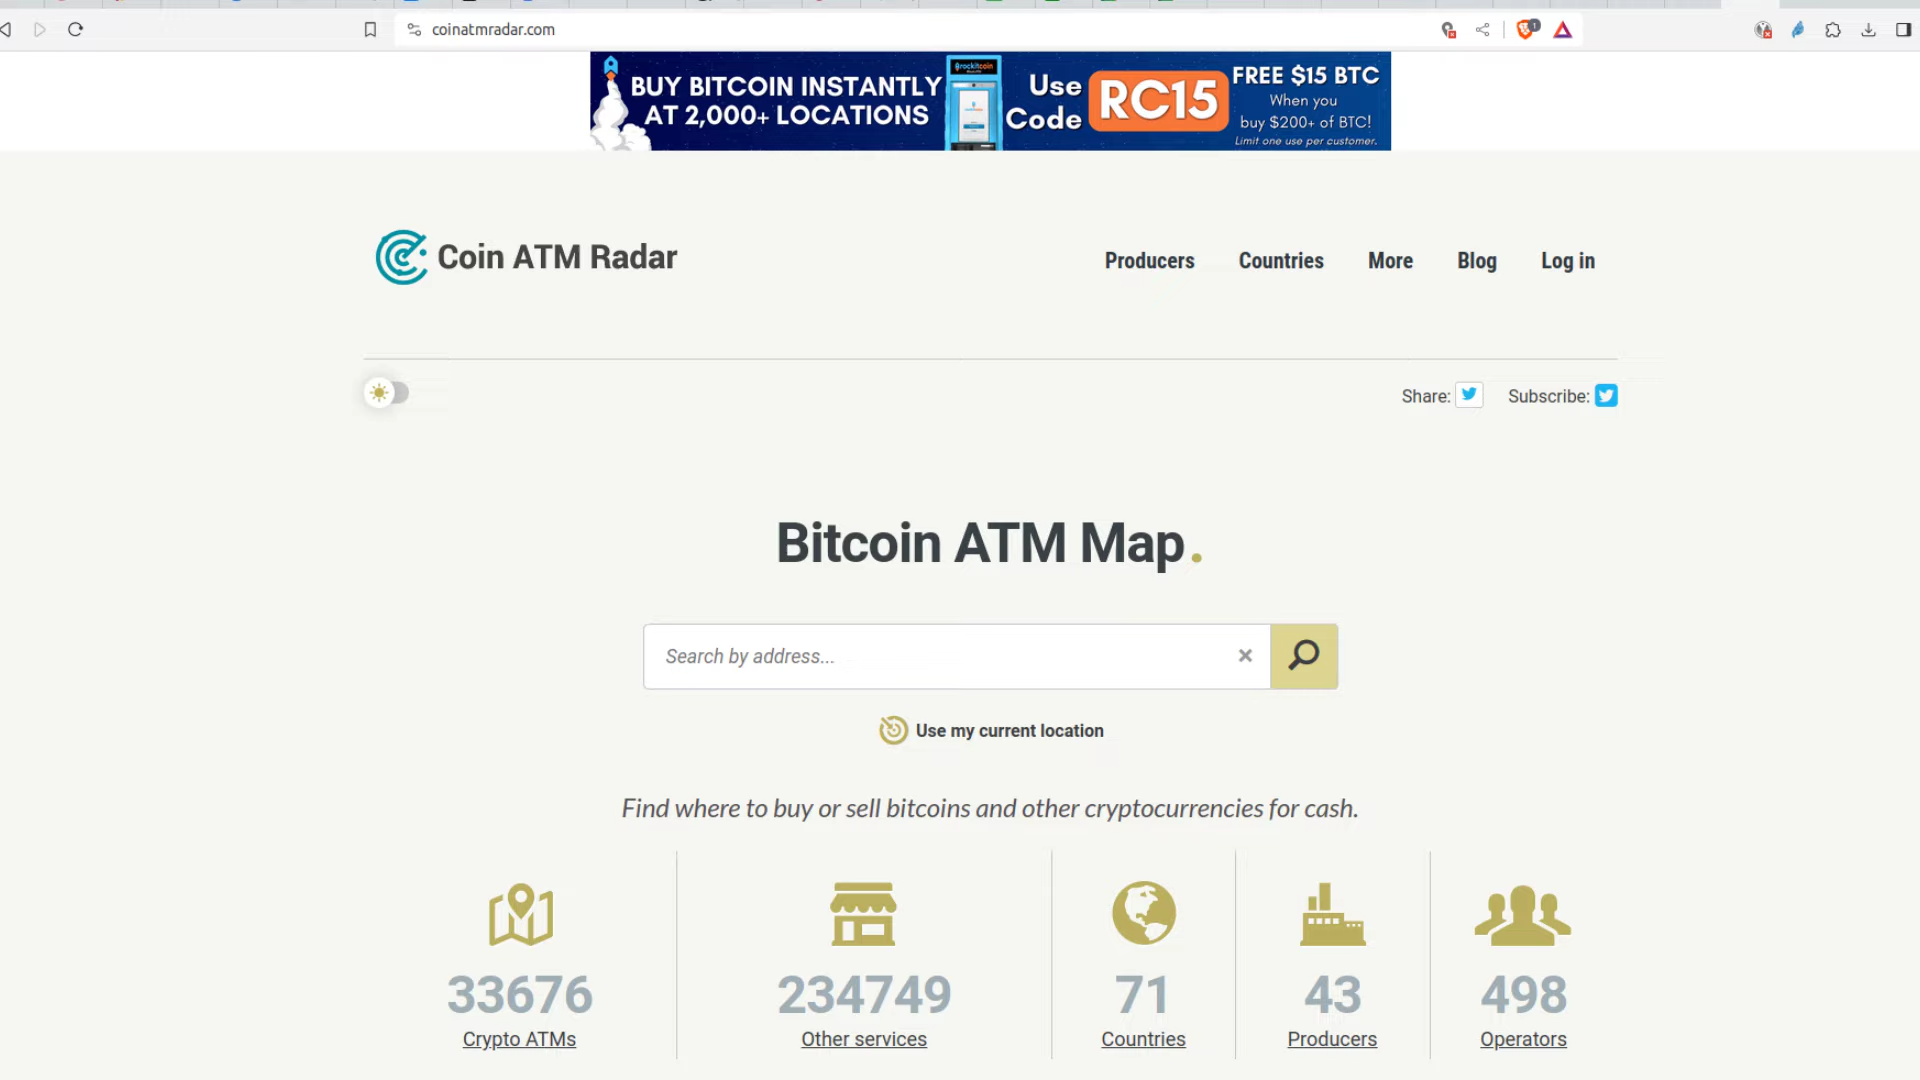 coinatmradar.com
1
BUY BITCOIN INSTANTLY
AT 2,000+ LOCATIONS
rockitcoin
Use
Code
RC15
FREE $15 BTC
When you
buy $200+ of BTC!
Limit one use per customer.
Coin ATM Radar
Producers
Countries
More
Blog
Log in
Share:
Subscribe:
Bitcoin ATM Map.
Search by address...
Use my current location
Find where to buy or sell bitcoins and other cryptocurrencies for cash.
33676
Crypto ATMs
234749
Other services
71
Countries
43
Producers
498
Operators